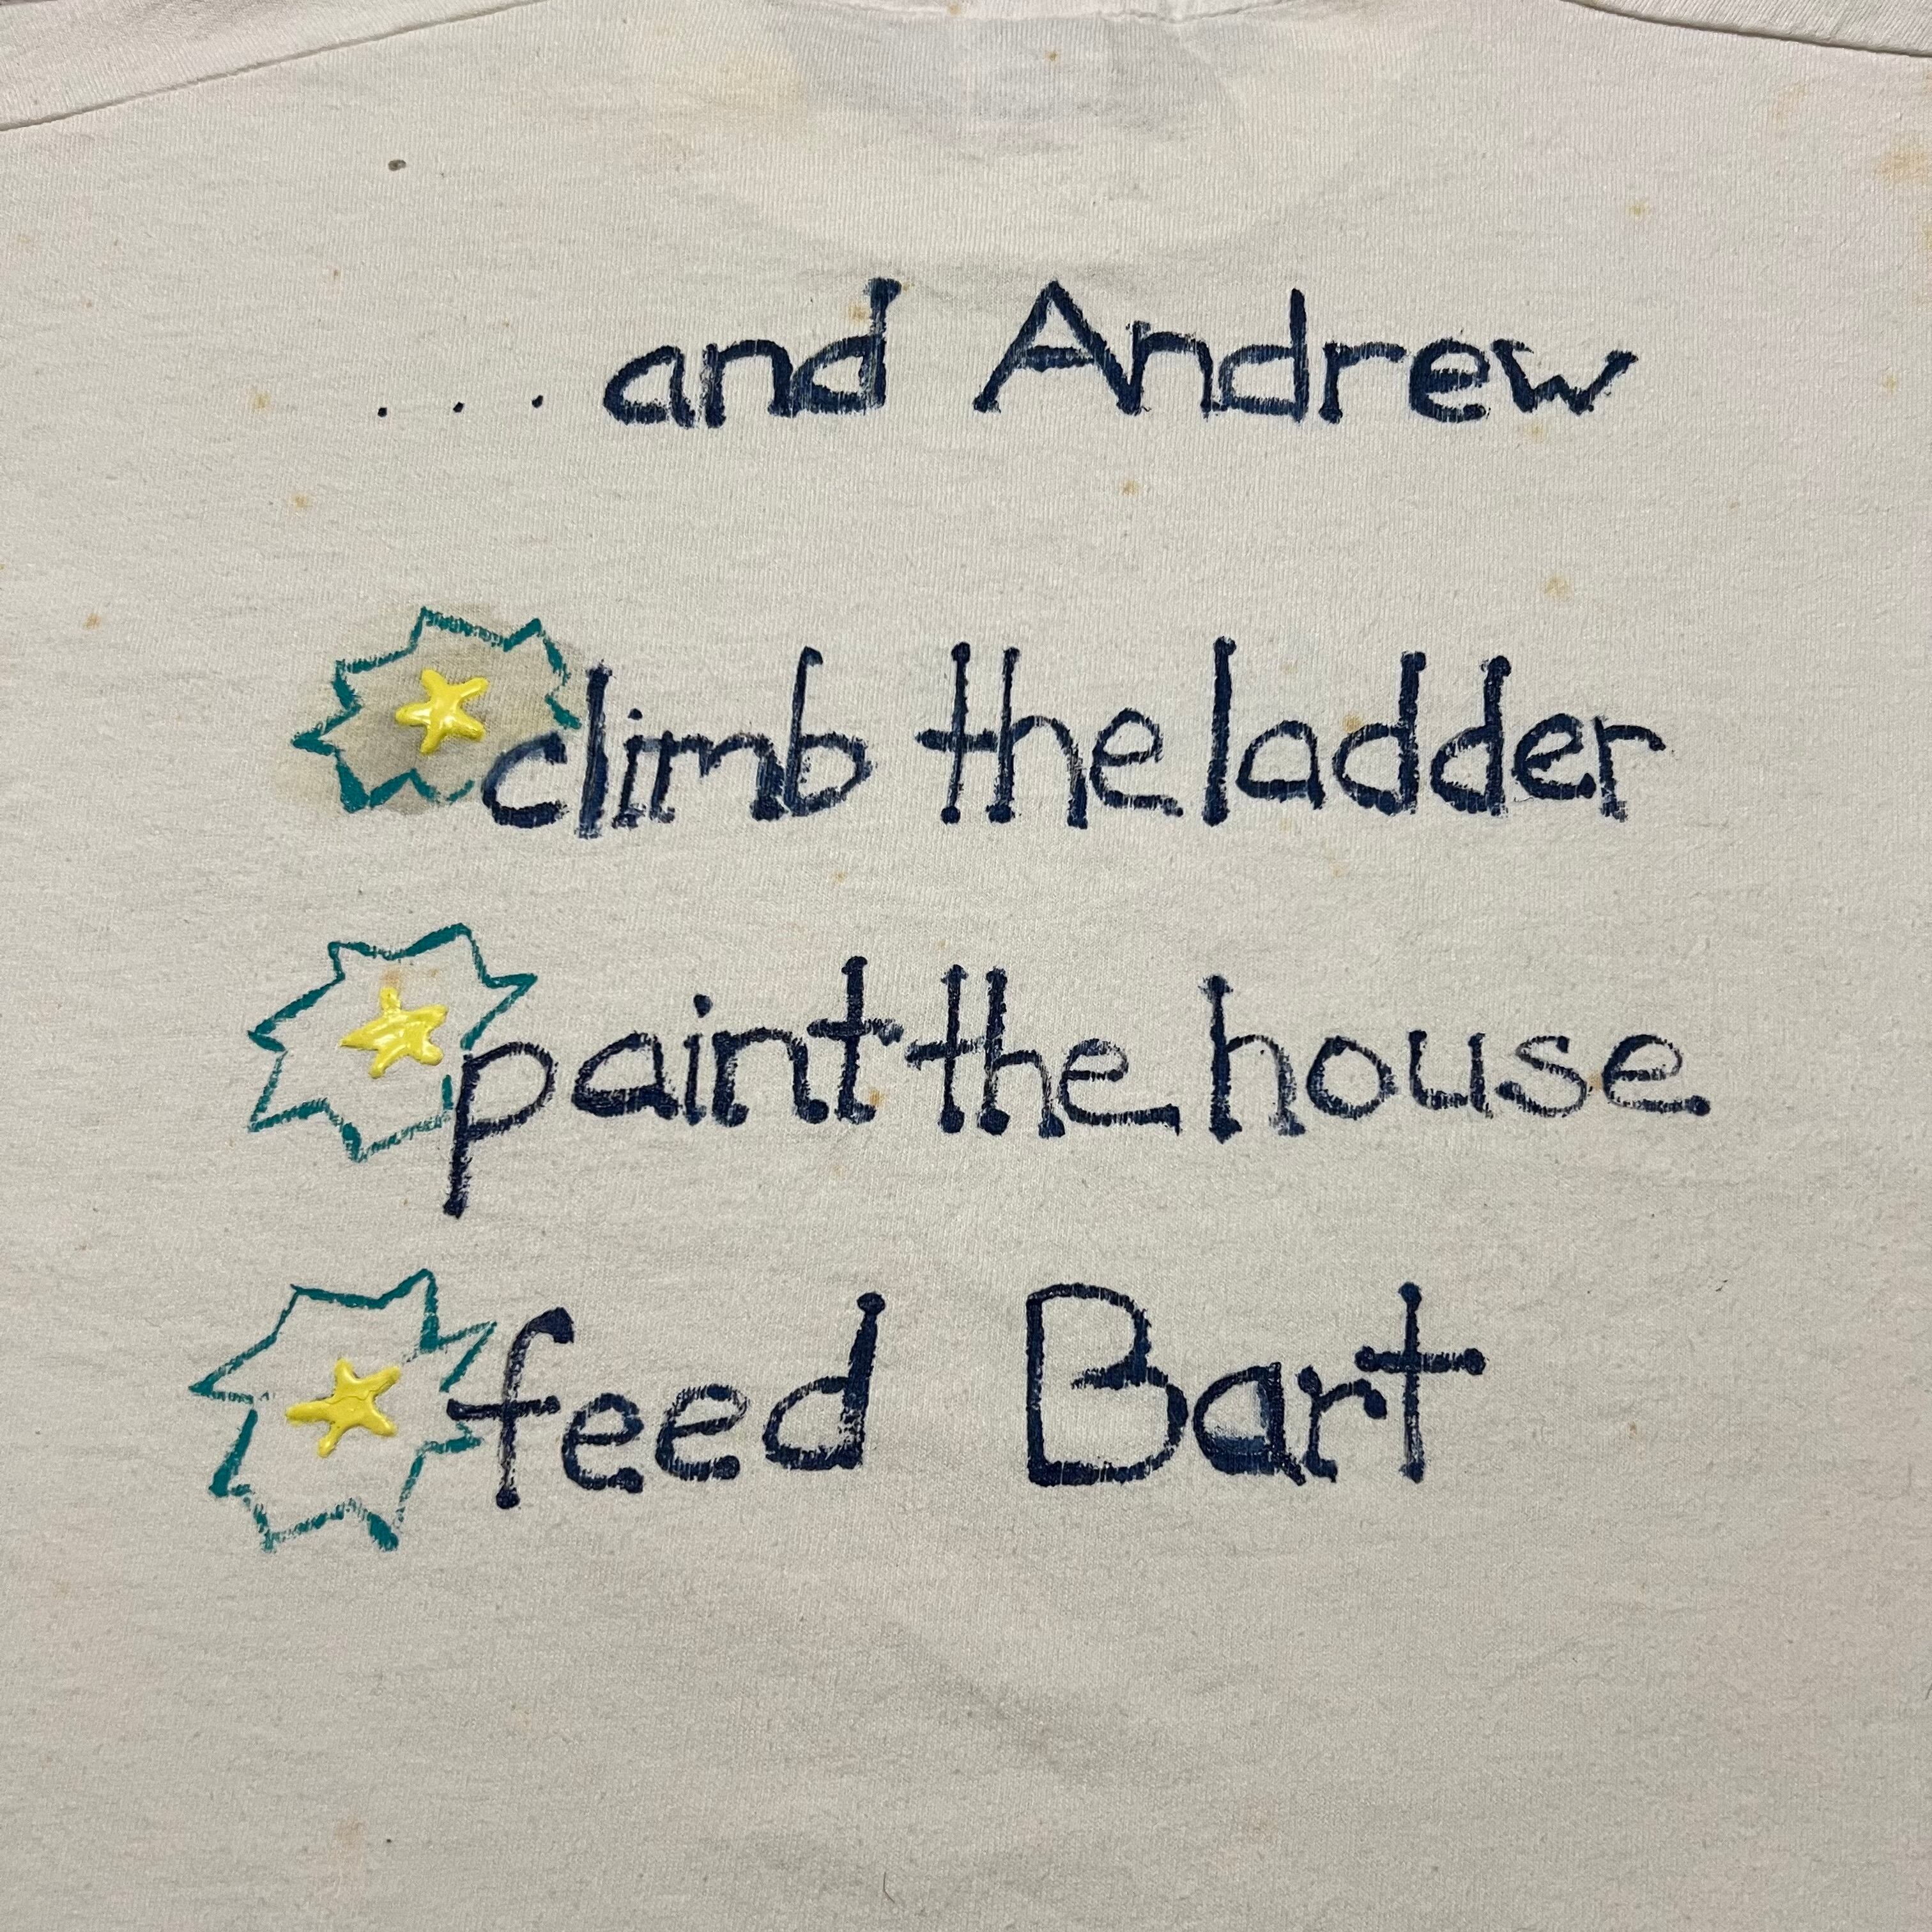 ... and Andrew
climb the ladder
paint the house
feed Bart